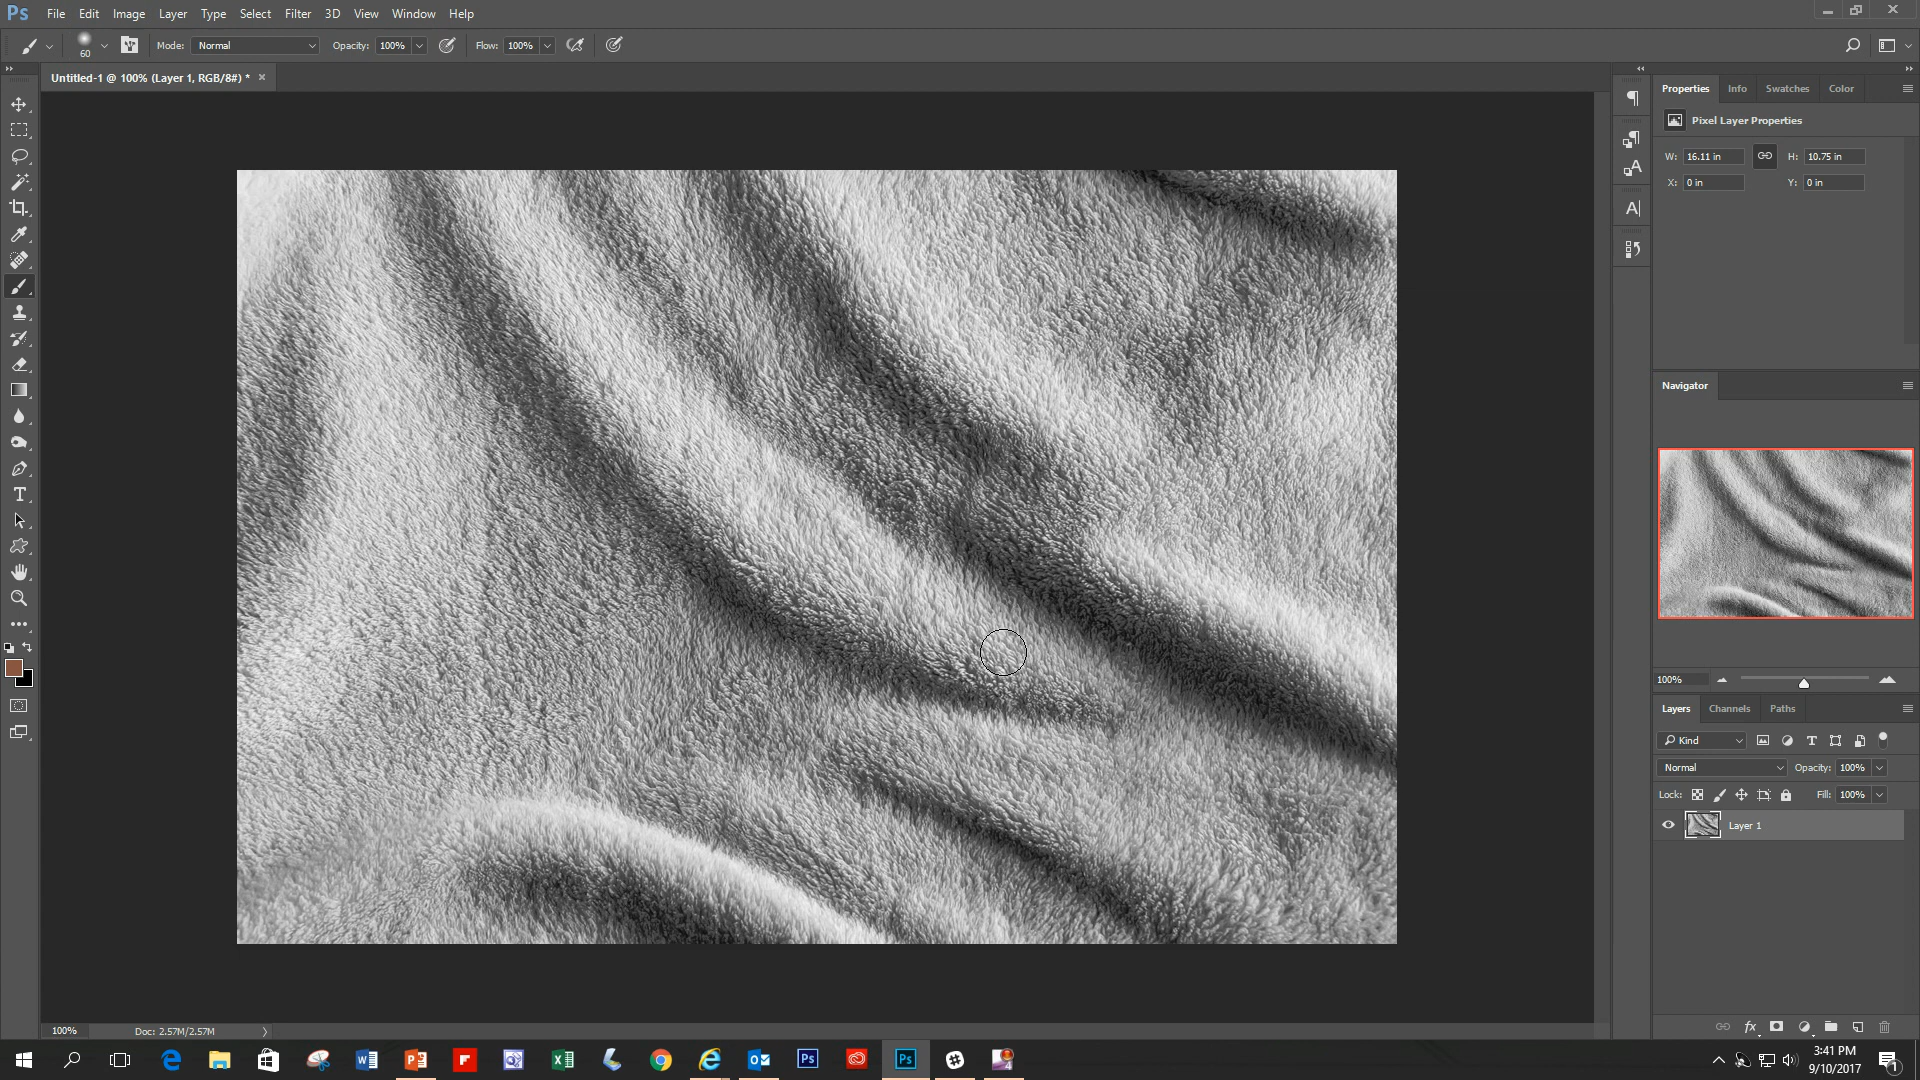 Ps File Edit Image Layer Type Select Filter 3D View Window Help
60 Mode: Normal Opacity: 100% Flow: 100%
Untitled-1 @ 100% (Layer 1, RGB/8#) * ×
Properties Info Swatches Color
Pixel Layer Properties
W: 16.11 in H: 10.75 in
X: 0 in Y: 0 in
Navigator
100%
Layers Channels Paths
Kind
Normal Opacity: 100%
Lock: Fill: 100%
Layer 1
100% Doc: 2.57M/2.57M
3:41 PM
9/10/2017